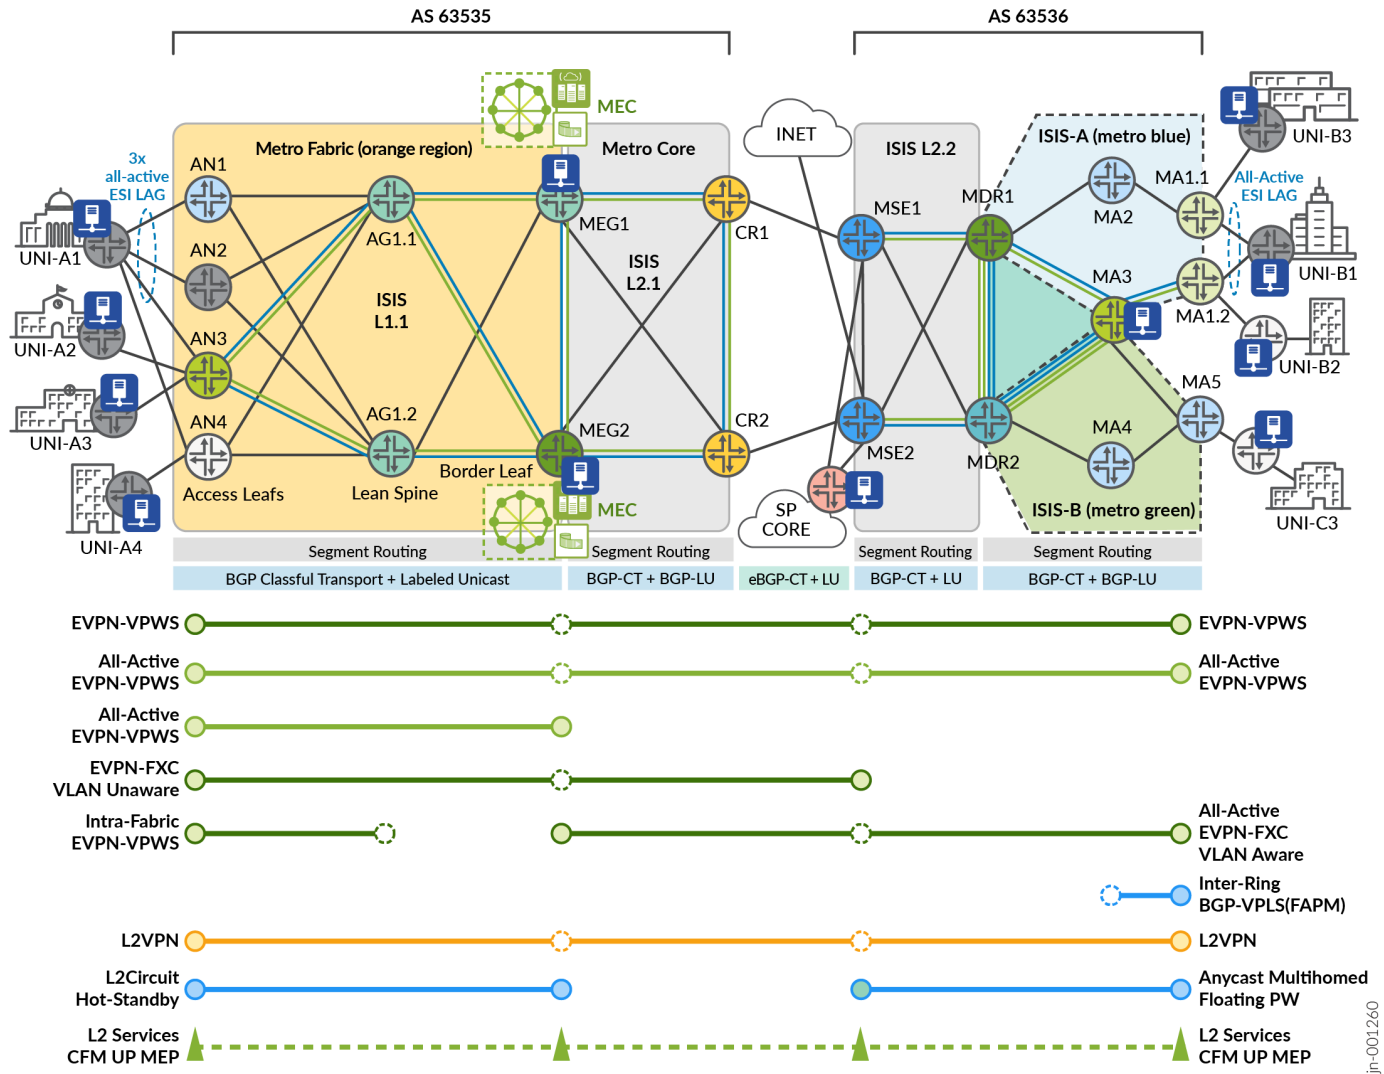 AS 63535
AS 63536
MEC
INET
UNI-B3
Metro Fabric (orange region)
Metro Core
ISIS L2.2
ISIS-A (metro blue)
3x
all-active
ESI LAG
AN1
MA1.1
All-Active
ESI LAG
MDR1
MSE1
MA2
AG1.1
MEG1
CR1
UNI-A1
AN2
ISIS
L2.1
MA3
UNI-B1
ISIS
L1.1
MA1.2
UNI-A2
AN3
UNI-B2
MA5
AN4
AG1.2
MEG2
CR2
MA4
UNI-A3
MSE2
MDR2
Border Leaf
Access Leafs
Lean Spine
MEC
SP
CORE
ISIS-B (metro green)
UNI-C3
UNI-A4
Segment Routing
Segment Routing
Segment Routing
Segment Routing
BGP Classful Transport + Labeled Unicast
BGP-CT + BGP-LU
eBGP-CT + LU
BGP-CT + LU
BGP-CT + BGP-LU
EVPN-VPWS
EVPN-VPWS
All-Active
EVPN-VPWS
All-Active
EVPN-VPWS
All-Active
EVPN-VPWS
EVPN-FXC
VLAN Unaware
Intra-Fabric
EVPN-VPWS
All-Active
EVPN-FXC
VLAN Aware
Inter-Ring
BGP-VPLS(FAPM)
L2VPN
L2VPN
L2Circuit
Hot-Standby
Anycast Multihomed
Floating PW
L2 Services
CFM UP MEP
L2 Services
CFM UP MEP
jn-001260